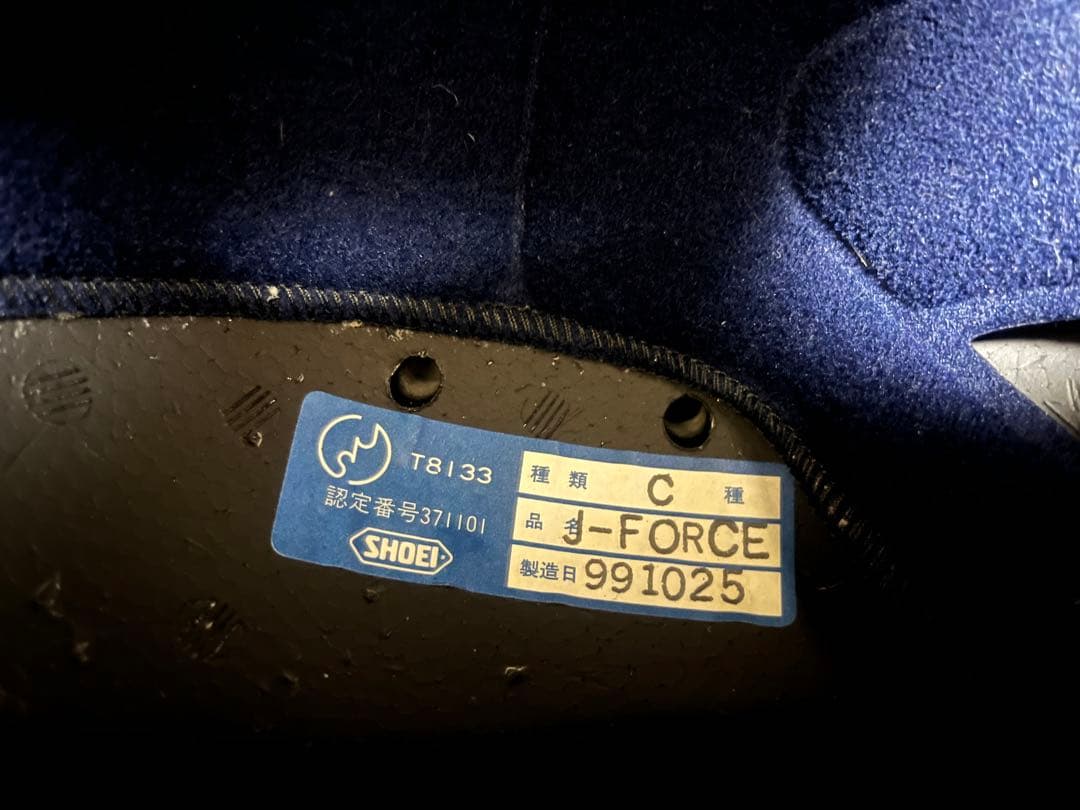 T8133
認定番号371101
SHOEI
種類 C 種
品名 J-FORCE
製造日 991025